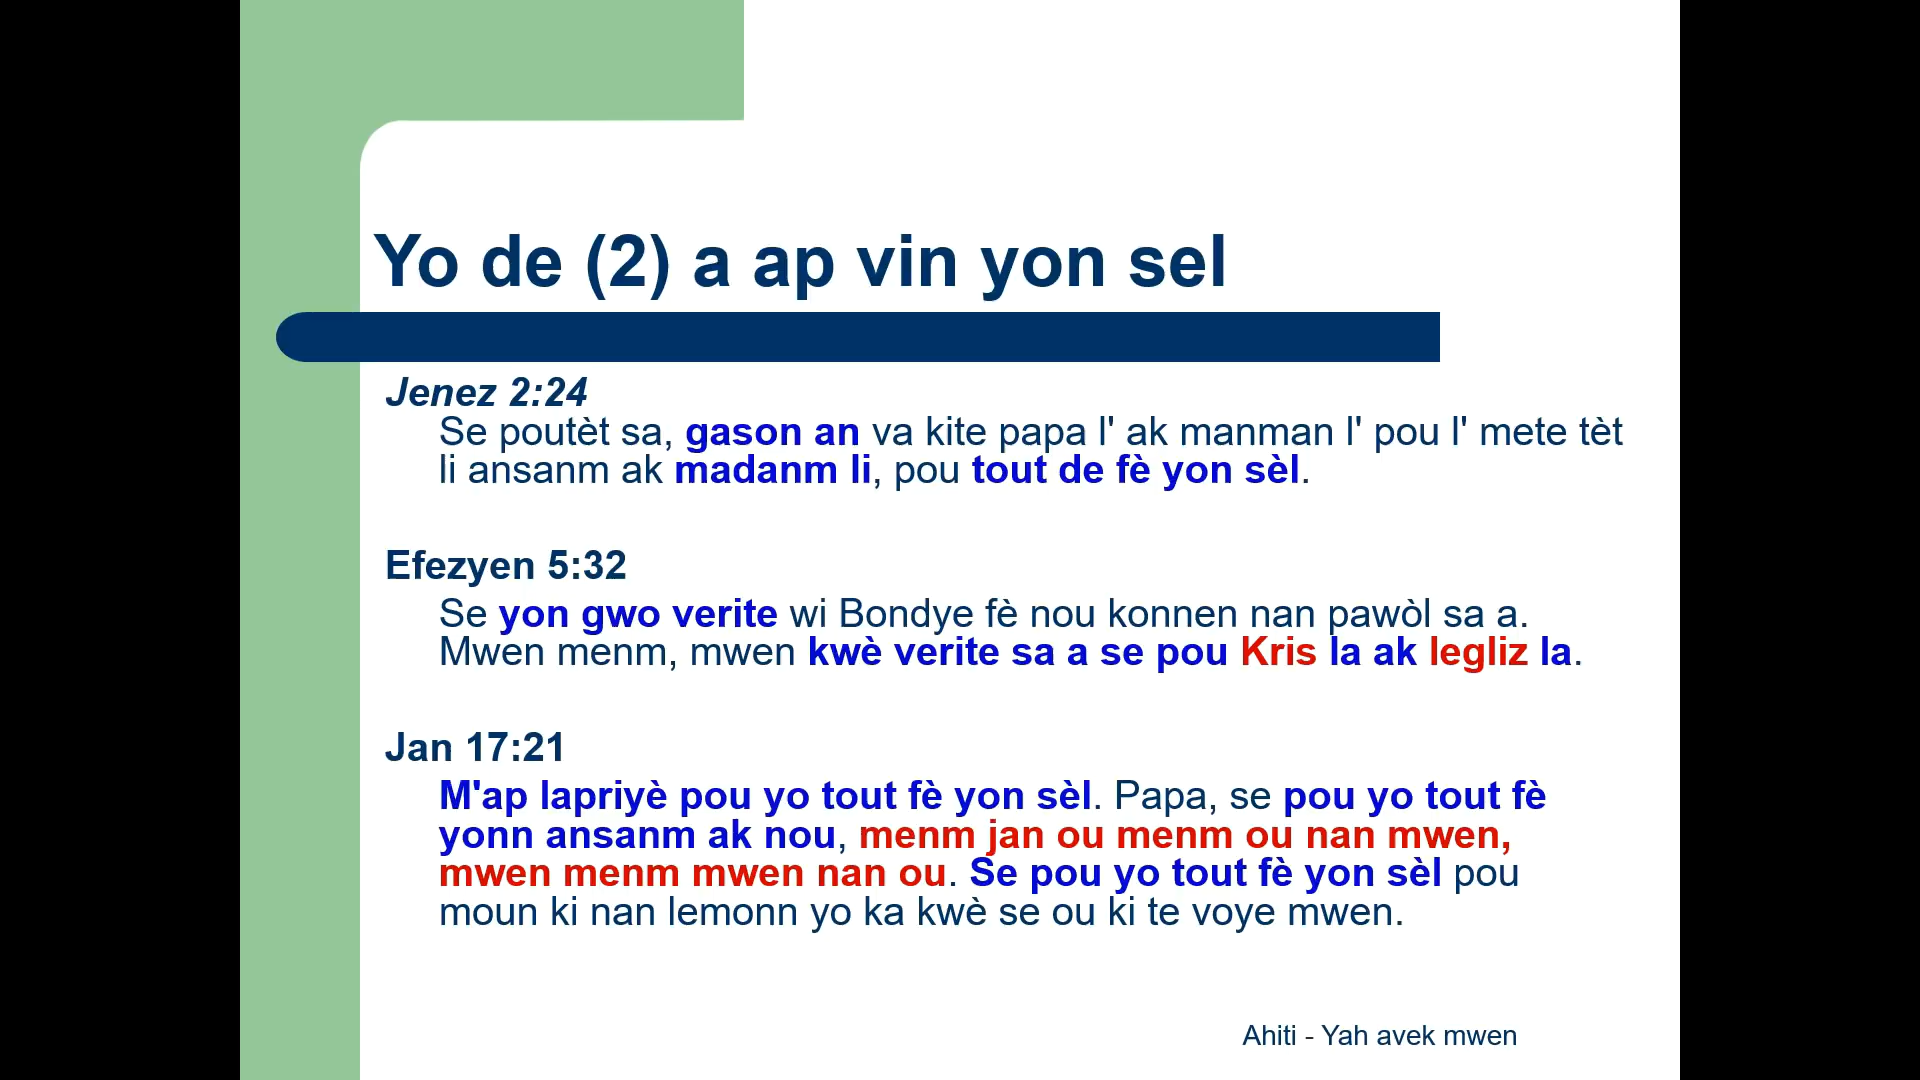 Yo de (2) a ap vin yon sel
Jenez 2:24
Se poutèt sa, gason an va kite papa l' ak manman l' pou l' mete tèt
li ansanm ak madanm li, pou tout de fè yon sèl.
Efezyen 5:32
Se yon gwo verite wi Bondye fè nou konnen nan pawòl sa a.
Mwen menm, mwen kwè verite sa a se pou Kris la ak legliz la.
Jan 17:21
M'ap lapriyè pou yo tout fè yon sèl. Papa, se pou yo tout fè
yonn ansanm ak nou, menm jan ou menm ou nan mwen,
mwen menm mwen nan ou. Se pou yo tout fè yon sèl pou
moun ki nan lemonn yo ka kwè se ou ki te voye mwen.
Ahiti - Yah avek mwen